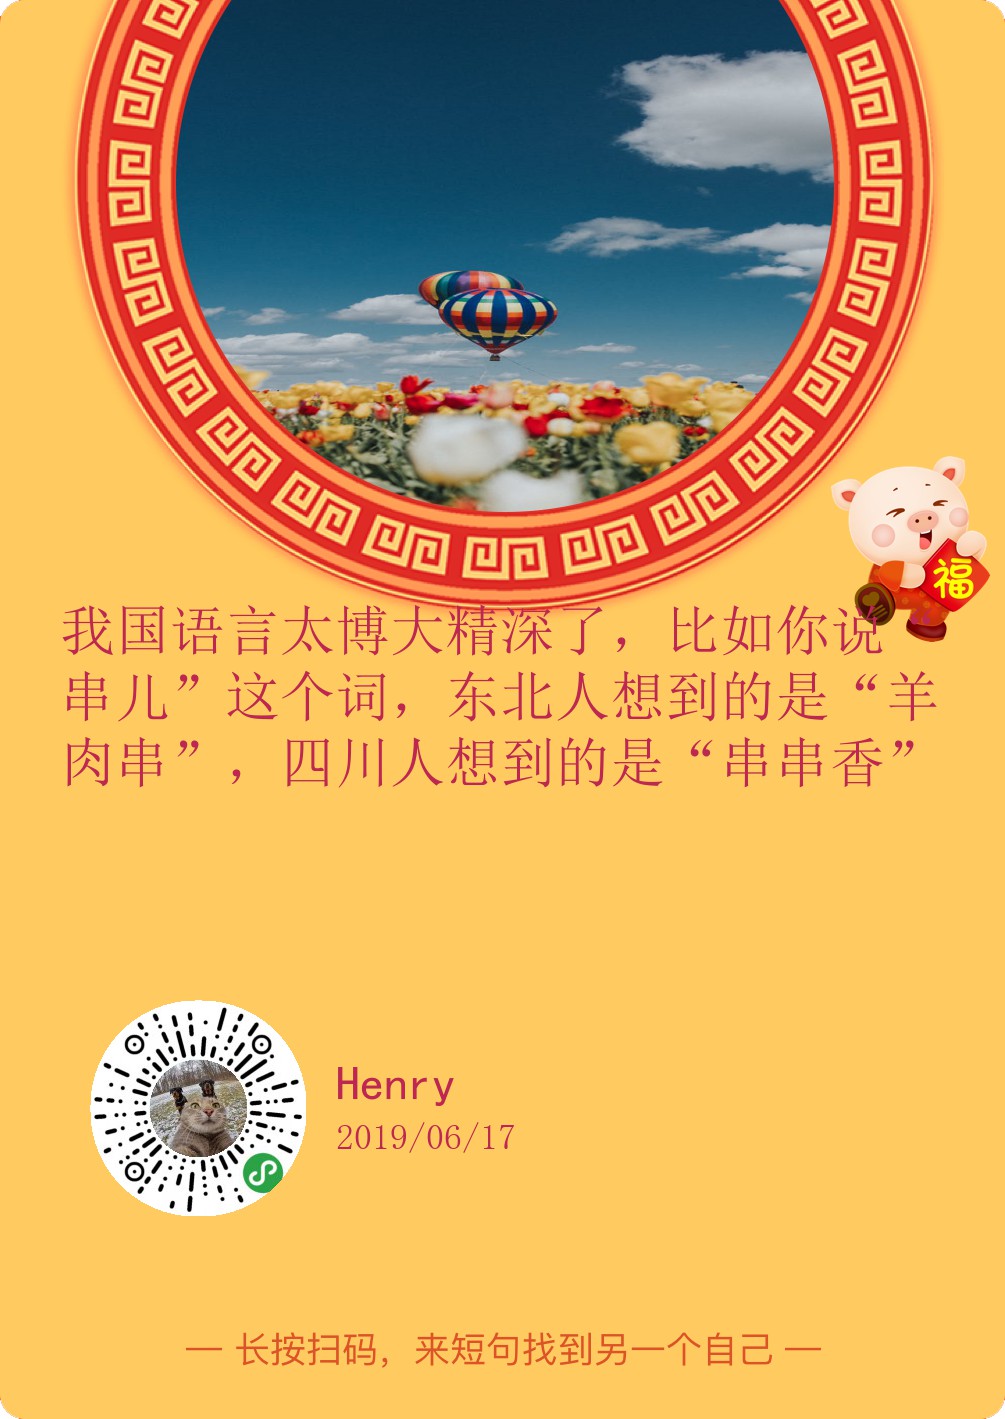 福
我国语言太博大精深了，比如你说“
串儿”这个词，东北人想到的是“羊
肉串”，四川人想到的是“串串香”
Henry
2019/06/17
— 长按扫码，来短句找到另一个自己 —